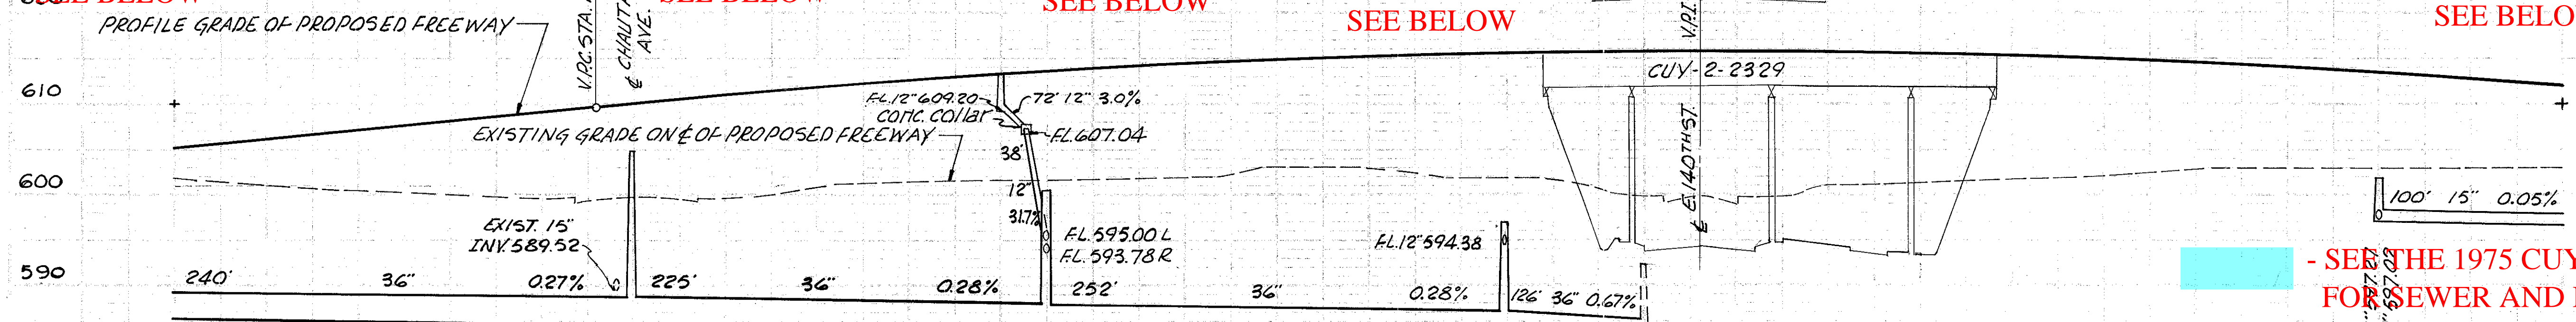 SEE BELOW
SEE BELOW
SEE BELOW
SEE BELOW
SEE BELO
PROFILE GRADE OF PROPOSED FREEWAY
V.P.C. STA.
℄ CHAUTA
AVE.
V.P.I.
610
F.L. 12" 609.20
conc. collar
72' 12" 3.0%
CUY-2-2329
EXISTING GRADE ON ℄ OF PROPOSED FREEWAY
F.L. 607.04
38'
12"
31.7%
℄ E. 140TH ST.
600
EXIST. 15"
INV. 589.52
F.L. 595.00 L
F.L. 593.78 R
F.L. 12" 594.38
100' 15" 0.05%
590
240' 36" 0.27%
225' 36" 0.28%
252' 36" 0.28%
126' 36" 0.67%
- SEE THE 1975 CUY
FOR SEWER AND